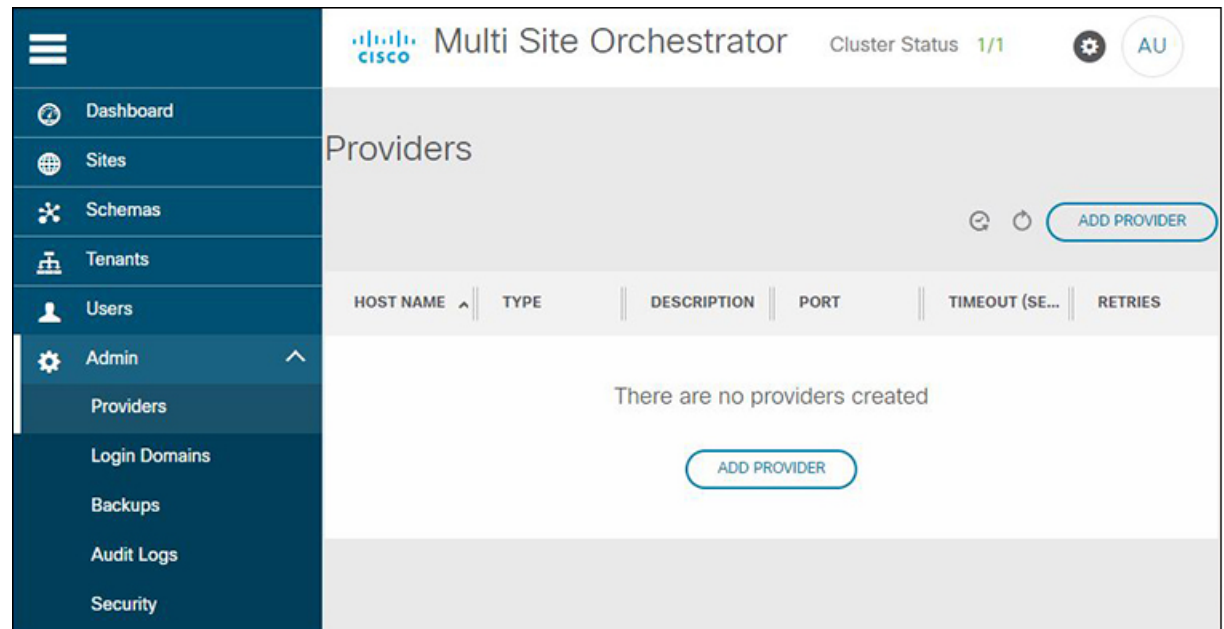 CISCO Multi Site Orchestrator Cluster Status 1/1 AU
Dashboard
Sites
Schemas
Tenants
Users
Admin
Providers
Login Domains
Backups
Audit Logs
Security
Providers
ADD PROVIDER
HOST NAME TYPE DESCRIPTION PORT TIMEOUT (SE... RETRIES
There are no providers created
ADD PROVIDER